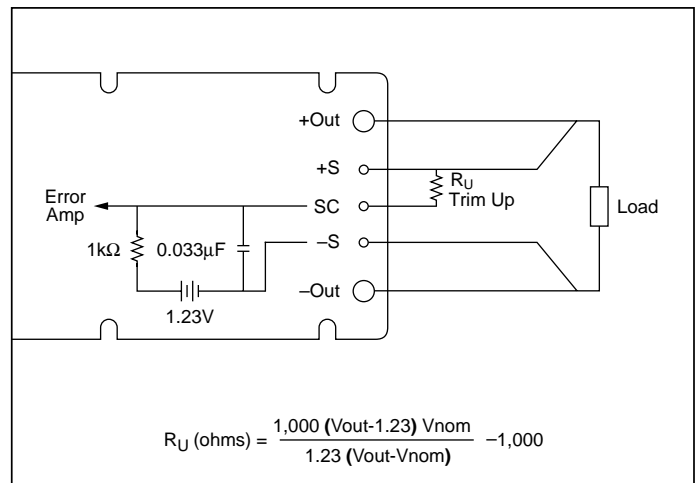 +Out
+S
RU
Trim Up
Error
Amp
SC
Load
1kΩ
0.033µF
–S
–Out
1.23V
RU (ohms) = 1,000 (Vout-1.23) Vnom / 1.23 (Vout-Vnom) –1,000